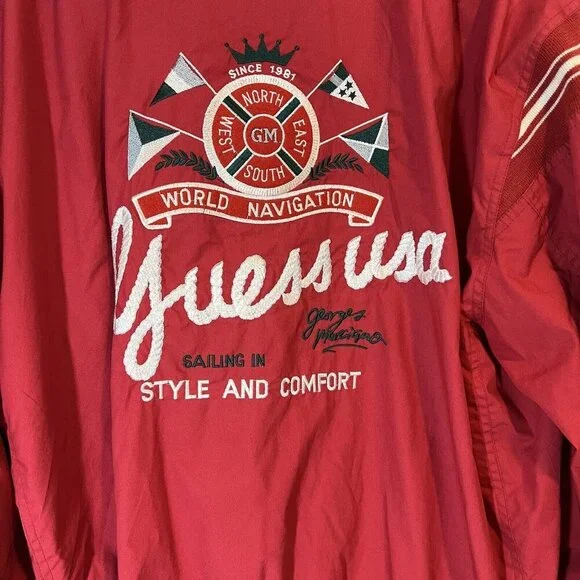 SINCE 1981
NORTH
WEST
GM
EAST
SOUTH
WORLD NAVIGATION
Guess usa
georges marciano
SAILING IN
STYLE AND COMFORT